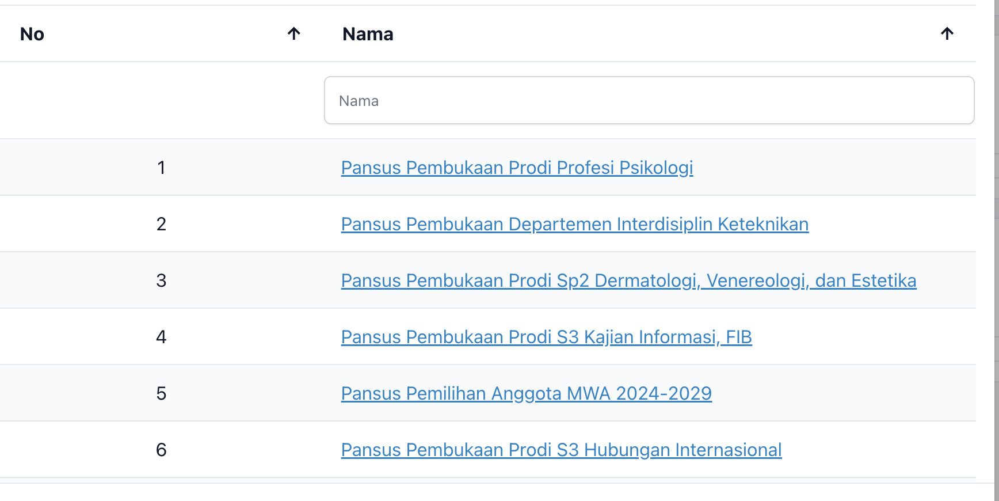 No ↑ Nama ↑
Nama
1 Pansus Pembukaan Prodi Profesi Psikologi
2 Pansus Pembukaan Departemen Interdisiplin Keteknikan
3 Pansus Pembukaan Prodi Sp2 Dermatologi, Venereologi, dan Estetika
4 Pansus Pembukaan Prodi S3 Kajian Informasi, FIB
5 Pansus Pemilihan Anggota MWA 2024-2029
6 Pansus Pembukaan Prodi S3 Hubungan Internasional